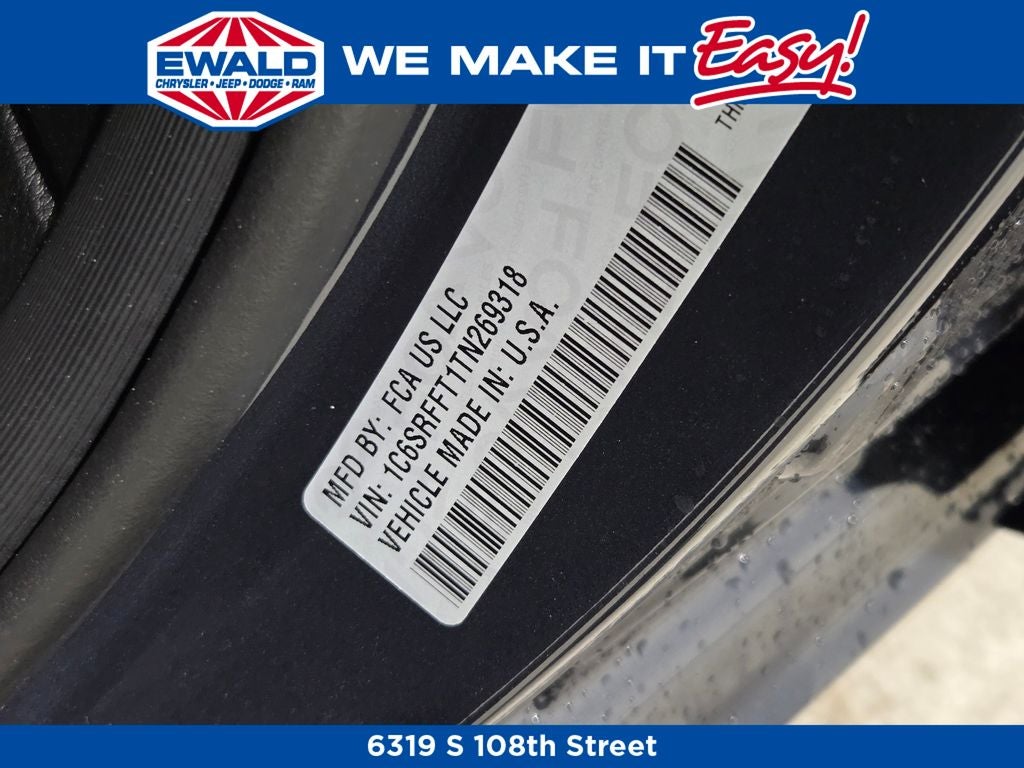 EWALD
CHRYSLER • JEEP • DODGE • RAM
WE MAKE IT Easy!
MFD BY: FCA US LLC
VIN: 1C6SRFFT1TN269318
VEHICLE MADE IN: U.S.A.
6319 S 108th Street